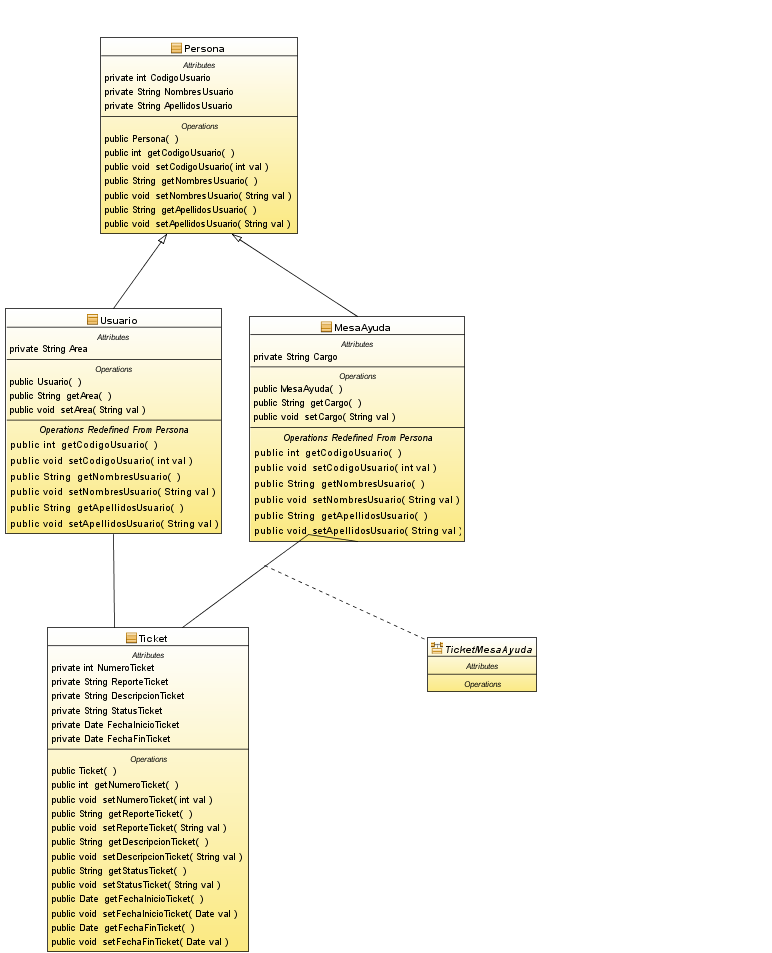 Persona
Attributes
private int CodigoUsuario
private String NombresUsuario
private String ApellidosUsuario
Operations
public Persona( )
public int getCodigoUsuario( )
public void setCodigoUsuario( int val )
public String getNombresUsuario( )
public void setNombresUsuario( String val )
public String getApellidosUsuario( )
public void setApellidosUsuario( String val )
Usuario
Attributes
private String Area
Operations
public Usuario( )
public String getArea( )
public void setArea( String val )
Operations Redefined From Persona
public int getCodigoUsuario( )
public void setCodigoUsuario( int val )
public String getNombresUsuario( )
public void setNombresUsuario( String val )
public String getApellidosUsuario( )
public void setApellidosUsuario( String val )
MesaAyuda
Attributes
private String Cargo
Operations
public MesaAyuda( )
public String getCargo( )
public void setCargo( String val )
Operations Redefined From Persona
public int getCodigoUsuario( )
public void setCodigoUsuario( int val )
public String getNombresUsuario( )
public void setNombresUsuario( String val )
public String getApellidosUsuario( )
public void setApellidosUsuario( String val )
Ticket
Attributes
private int NumeroTicket
private String ReporteTicket
private String DescripcionTicket
private String StatusTicket
private Date FechaInicioTicket
private Date FechaFinTicket
Operations
public Ticket( )
public int getNumeroTicket( )
public void setNumeroTicket( int val )
public String getReporteTicket( )
public void setReporteTicket( String val )
public String getDescripcionTicket( )
public void setDescripcionTicket( String val )
public String getStatusTicket( )
public void setStatusTicket( String val )
public Date getFechaInicioTicket( )
public void setFechaInicioTicket( Date val )
public Date getFechaFinTicket( )
public void setFechaFinTicket( Date val )
TicketMesaAyuda
Attributes
Operations